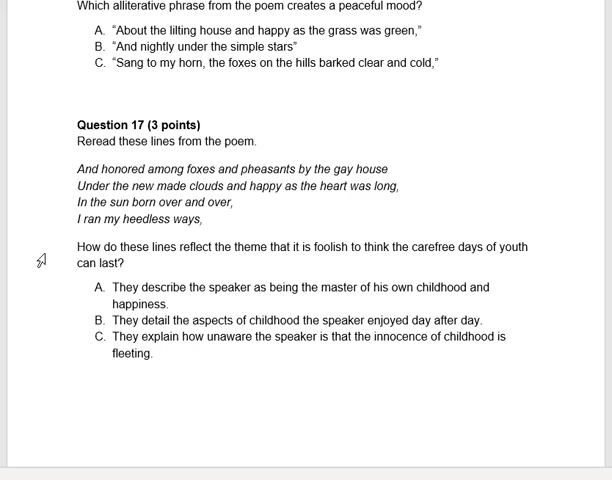 Which alliterative phrase from the poem creates a peaceful mood?
A. “About the lilting house and happy as the grass was green,”
B. “And nightly under the simple stars”
C. “Sang to my horn, the foxes on the hills barked clear and cold,”
Question 17 (3 points)
Reread these lines from the poem.
And honored among foxes and pheasants by the gay house
Under the new made clouds and happy as the heart was long,
In the sun born over and over,
I ran my heedless ways,
How do these lines reflect the theme that it is foolish to think the carefree days of youth
can last?
A. They describe the speaker as being the master of his own childhood and
happiness.
B. They detail the aspects of childhood the speaker enjoyed day after day.
C. They explain how unaware the speaker is that the innocence of childhood is
fleeting.